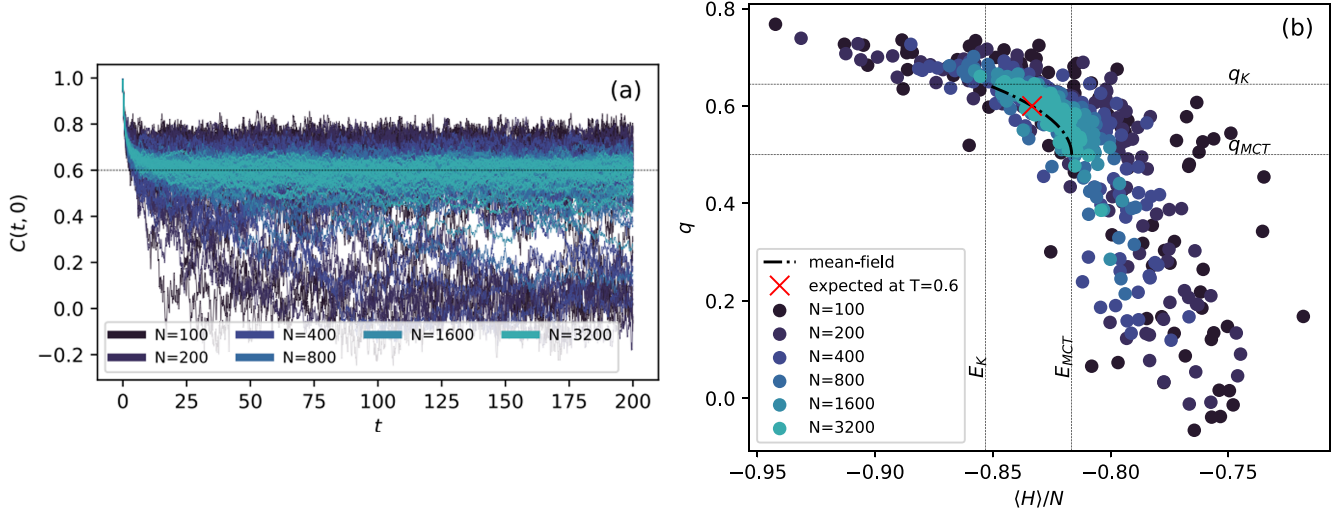 (a)
1.0
0.8
0.6
0.4
0.2
0.0
−0.2
C(t, 0)
N=100
N=200
N=400
N=800
N=1600
N=3200
0
25
50
75
100
125
150
175
200
t
(b)
0.8
0.6
0.4
0.2
0.0
q
q_K
q_MCT
E_K
E_MCT
mean-field
expected at T=0.6
N=100
N=200
N=400
N=800
N=1600
N=3200
−0.95
−0.90
−0.85
−0.80
−0.75
⟨H⟩/N